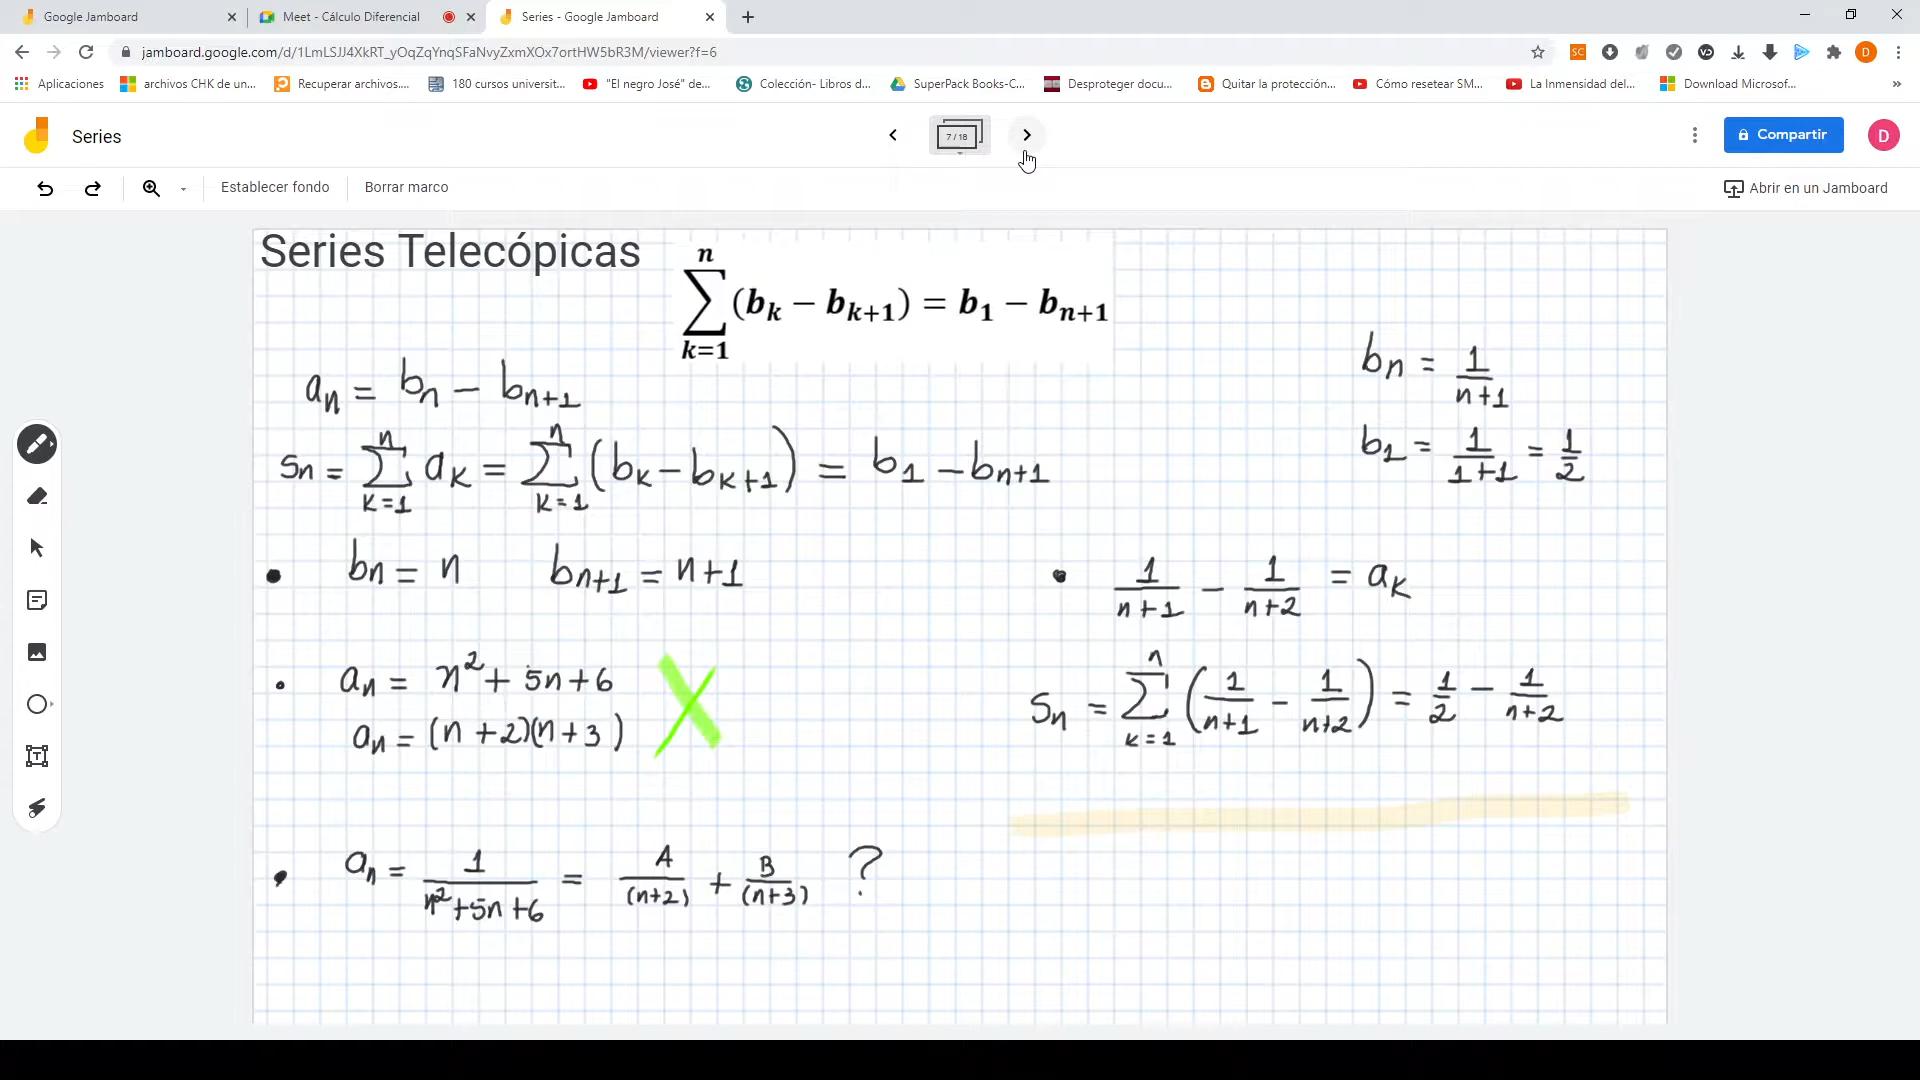 Google Jamboard
Meet - Cálculo Diferencial
Series - Google Jamboard
jamboard.google.com/d/1LmLSJJ4XkRT_yOqZqYnqSFaNvyZxmXOx7ortHW5bR3M/viewer?f=6
Aplicaciones archivos CHK de un... Recuperar archivos.... 180 cursos universit... "El negro José" de... Colección- Libros d... SuperPack Books-C... Desproteger docu... Quitar la protección... Cómo resetear SM... La Inmensidad del... Download Microsof...
Series
7 / 18
Compartir
D
Establecer fondo Borrar marco
Abrir en un Jamboard
Series Telecópicas
∑_{k=1}^{n} (b_k − b_{k+1}) = b_1 − b_{n+1}
a_n = b_n − b_{n+1}
S_n = ∑_{k=1}^{n} a_k = ∑_{k=1}^{n} (b_k − b_{k+1}) = b_1 − b_{n+1}
• b_n = n b_{n+1} = n+1
• a_n = n² + 5n + 6
a_n = (n+2)(n+3)
• a_n = 1/(n²+5n+6) = A/(n+2) + B/(n+3) ?
b_n = 1/(n+1)
b_1 = 1/(1+1) = 1/2
• 1/(n+1) − 1/(n+2) = a_k
S_n = ∑_{k=1}^{n} (1/(n+1) − 1/(n+2)) = 1/2 − 1/(n+2)